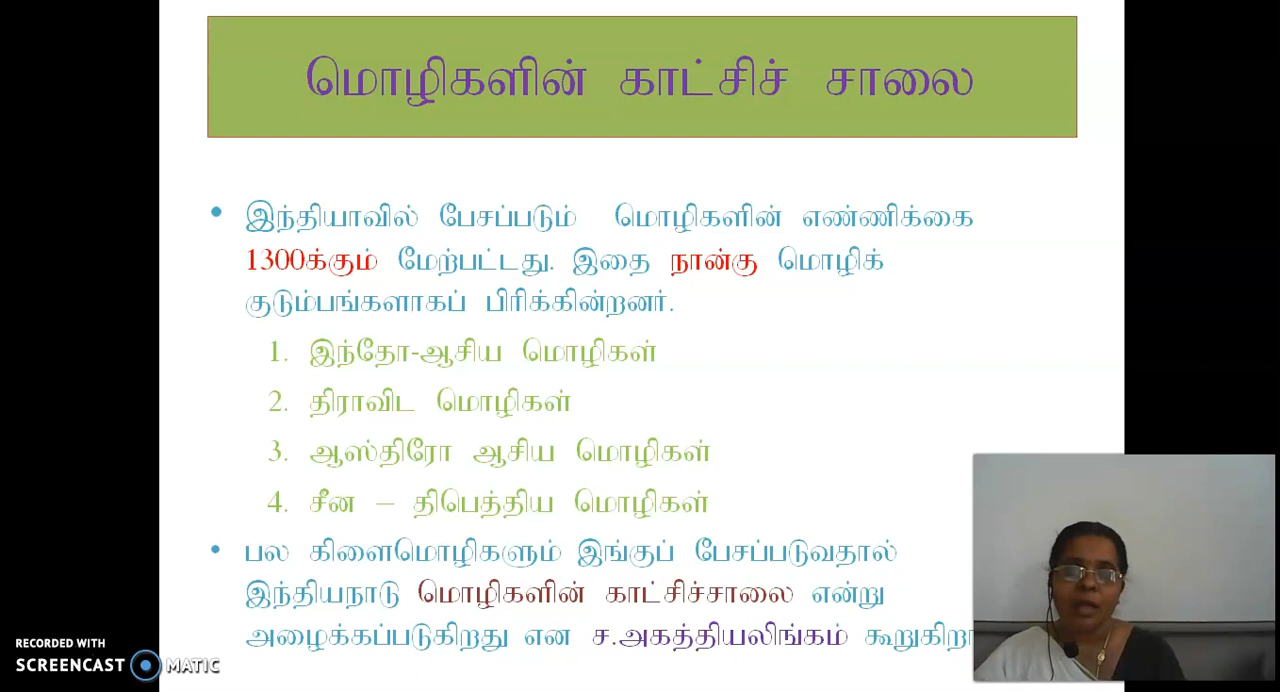 மொழிகளின் காட்சிச் சாலை
• இந்தியாவில் பேசப்படும் மொழிகளின் எண்ணிக்கை
1300க்கும் மேற்பட்டது. இதை நான்கு மொழிக்
குடும்பங்களாகப் பிரிக்கின்றனர்.
1. இந்தோ-ஆசிய மொழிகள்
2. திராவிட மொழிகள்
3. ஆஸ்திரோ ஆசிய மொழிகள்
4. சீன – திபெத்திய மொழிகள்
• பல கிளைமொழிகளும் இங்குப் பேசப்படுவதால்
இந்தியநாடு மொழிகளின் காட்சிச்சாலை என்று
அழைக்கப்படுகிறது என ச.அகத்தியலிங்கம்
RECORDED WITH
SCREENCAST MATIC